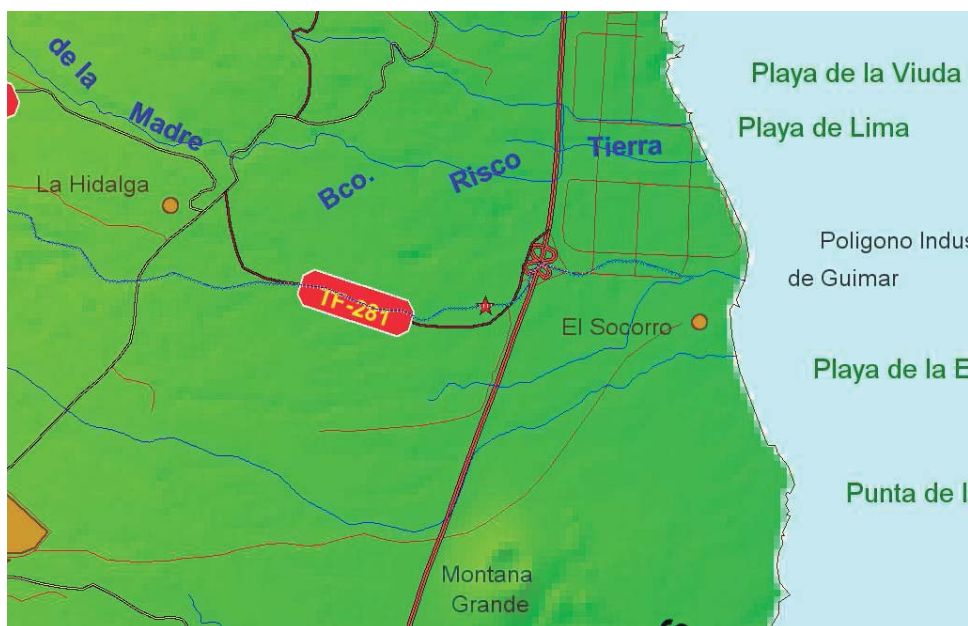 de la
Madre
Bco.
Risco
Tierra
Playa de la Viuda
Playa de Lima
La Hidalga
Poligono Indus
de Guimar
TF-281
El Socorro
Playa de la E
Punta de l
Montana
Grande